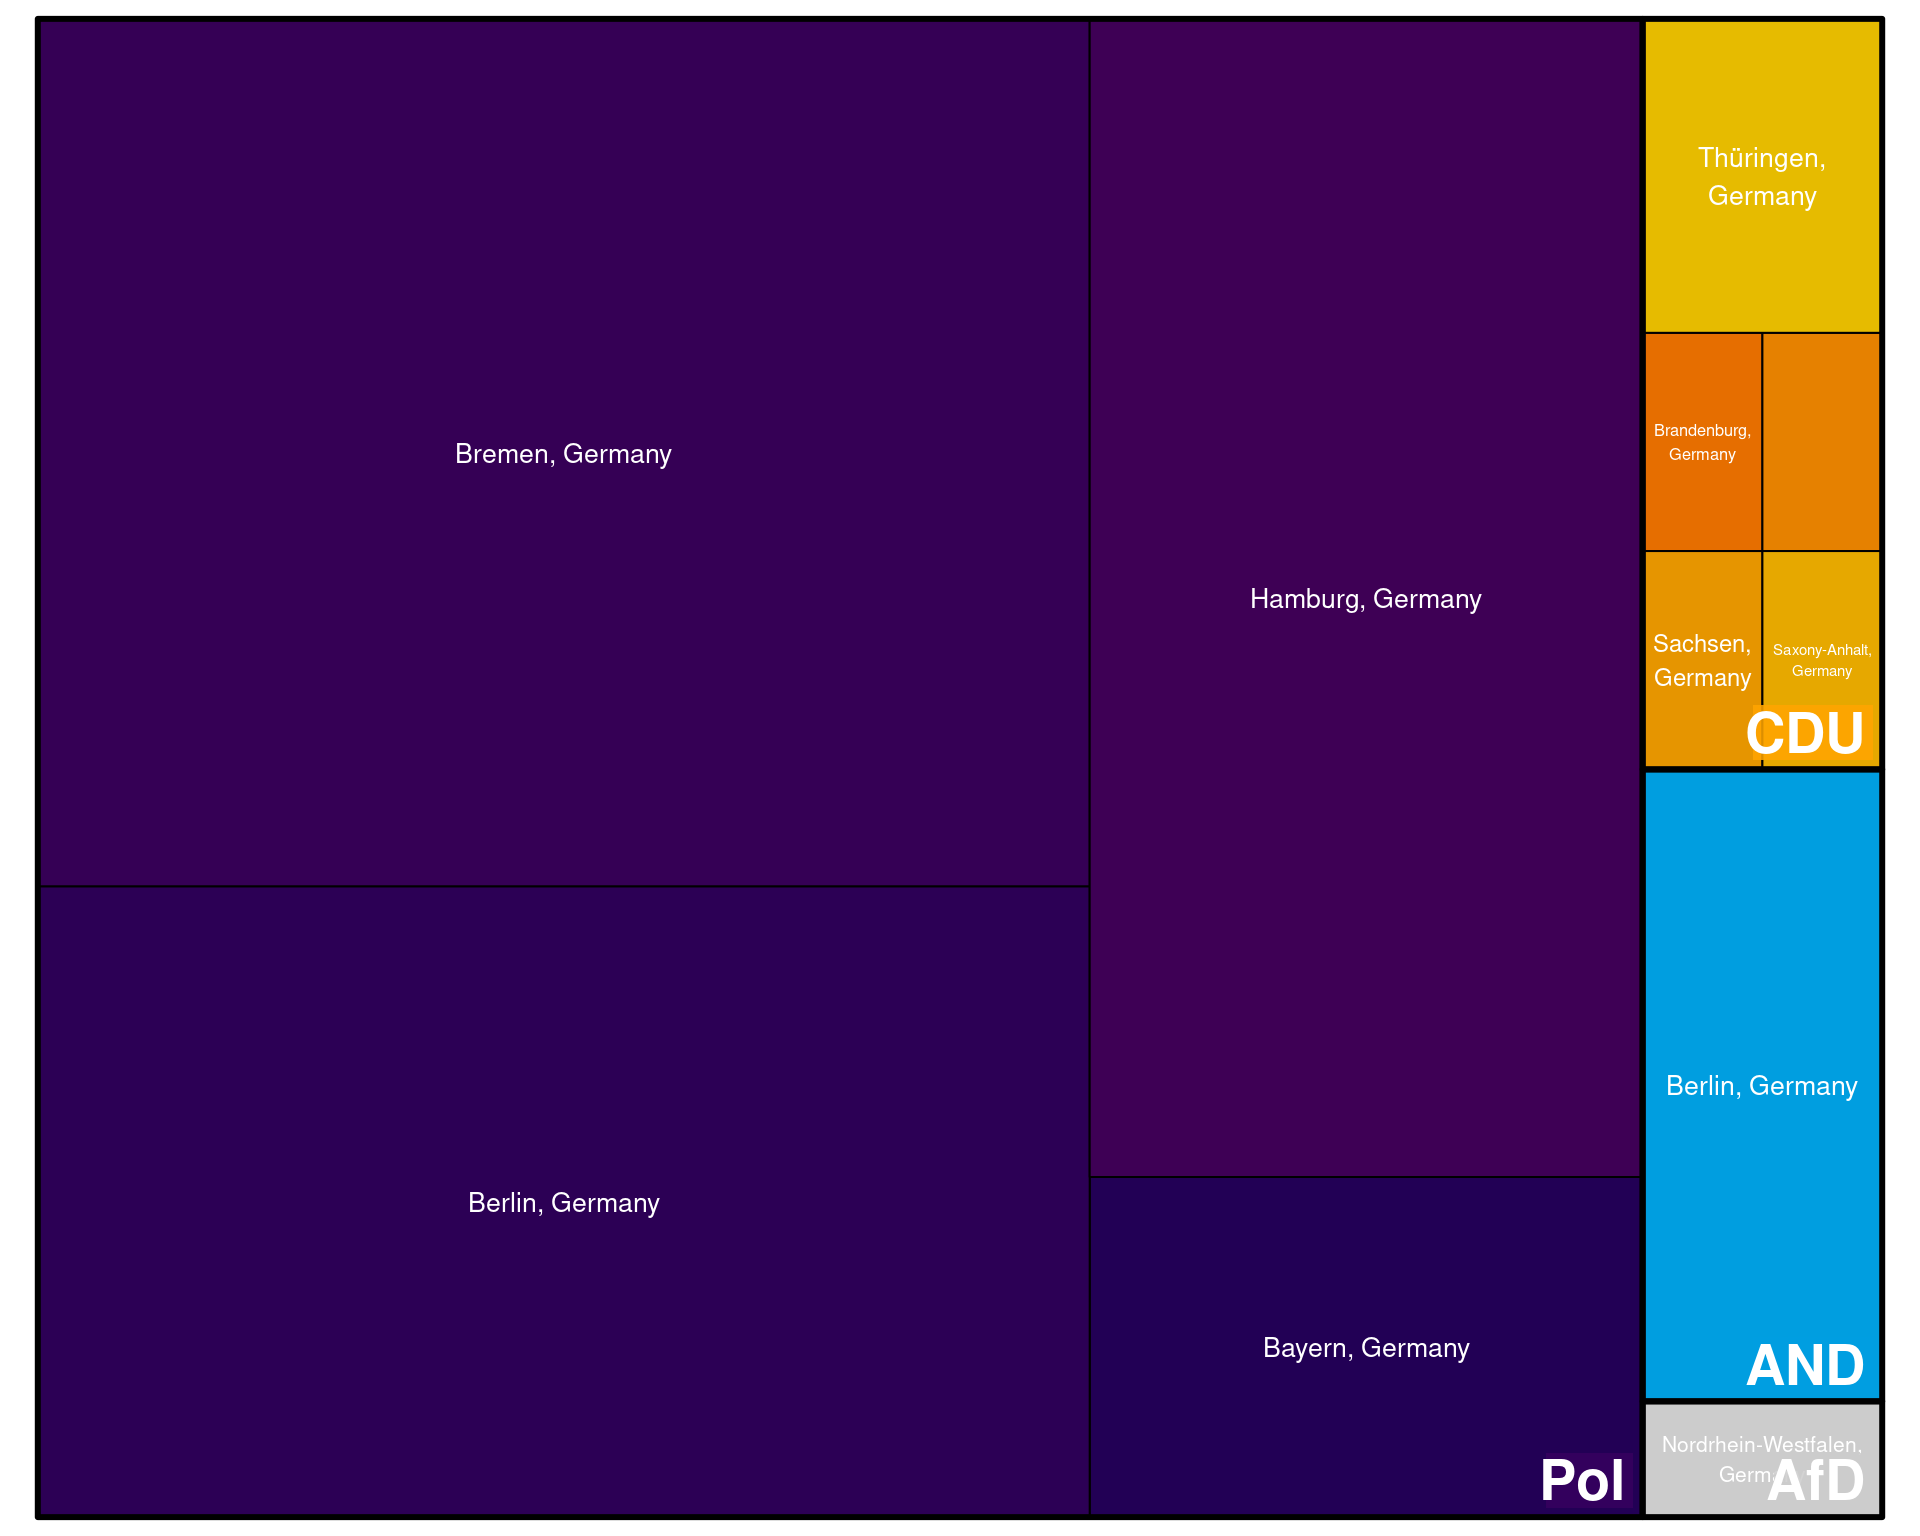 Bremen, Germany
Hamburg, Germany
Berlin, Germany
Bayern, Germany
Pol
Thüringen,
Germany
Brandenburg,
Germany
Sachsen,
Germany
Saxony-Anhalt,
Germany
CDU
Berlin, Germany
AND
Nordrhein-Westfalen,
AfD